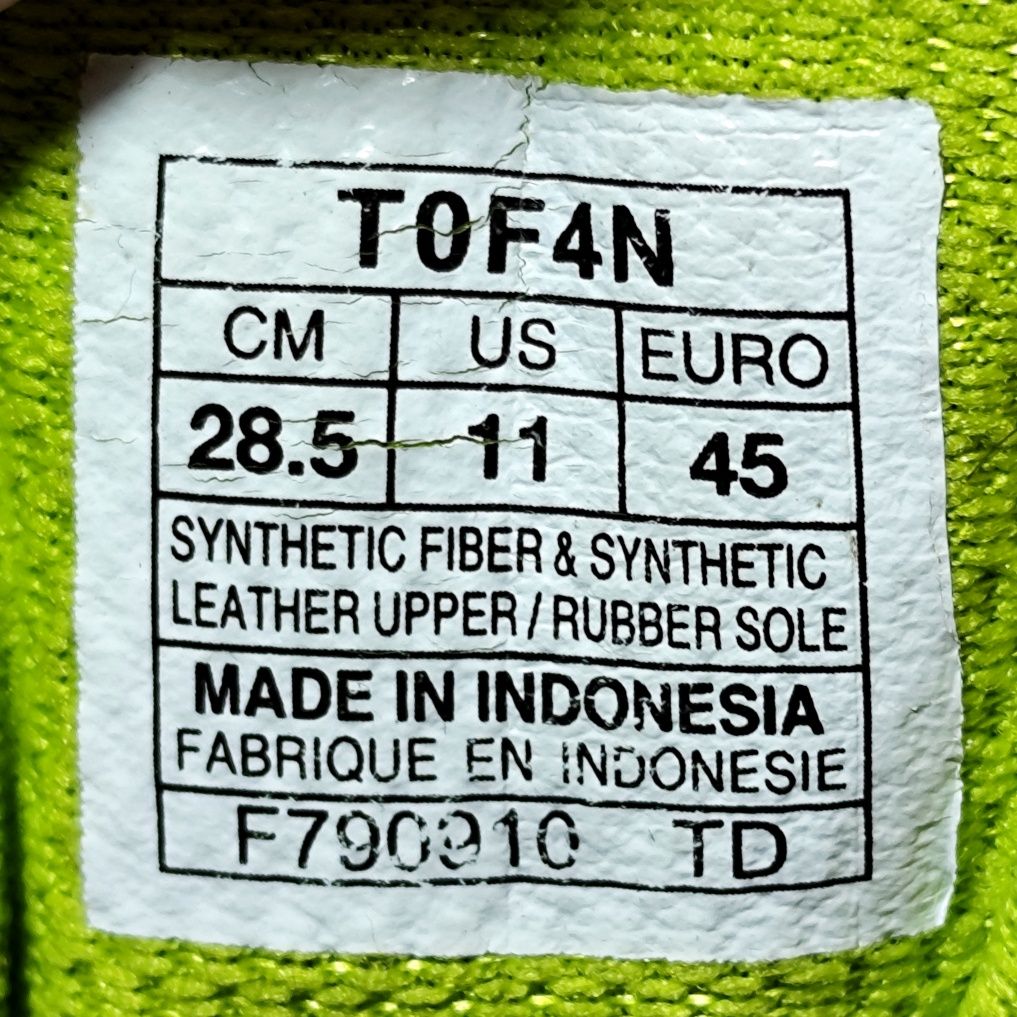 T0F4N
CM US EURO
28.5 11 45
SYNTHETIC FIBER & SYNTHETIC
LEATHER UPPER / RUBBER SOLE
MADE IN INDONESIA
FABRIQUE EN INDONESIE
F790910 TD